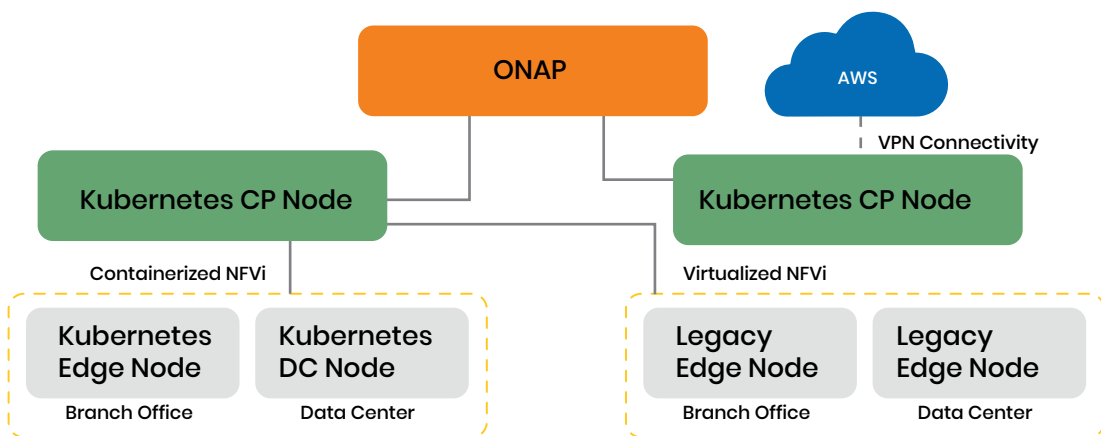 ONAP
AWS
VPN Connectivity
Kubernetes CP Node
Kubernetes CP Node
Containerized NFVi
Virtualized NFVi
Kubernetes
Edge Node
Kubernetes
DC Node
Legacy
Edge Node
Legacy
Edge Node
Branch Office
Data Center
Branch Office
Data Center